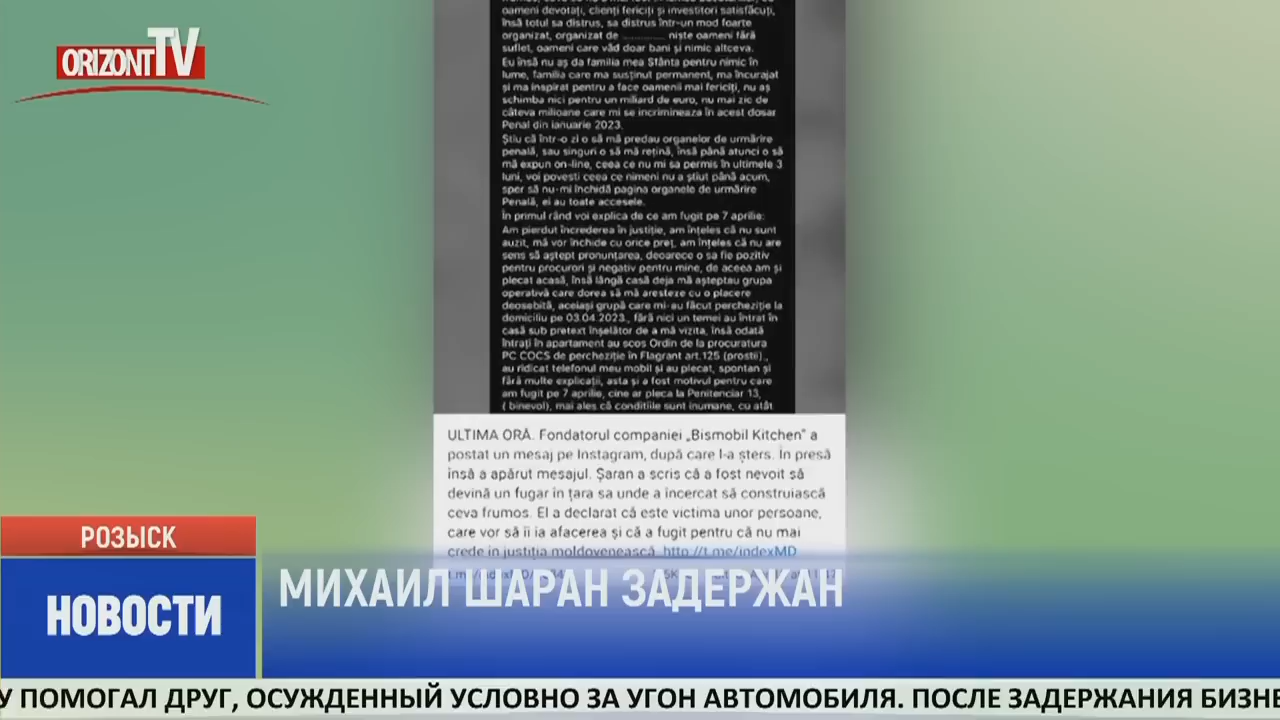 ORIZONT TV
oameni devotați, clienți fericiți și investitori satisfăcuți,
însă totul sa distrus, sa distrus într-un mod foarte
organizat, organizat de ............ niște oameni fără
suflet, oameni care văd doar bani și nimic altceva.
Eu însă nu aș da familia mea Sfânta pentru nimic în
lume, familia care ma susținut permanent, ma încurajat
și ma inspirat pentru a face oamenii mai fericiți, nu aș
schimba nici pentru un miliard de euro, nu mai zic de
câteva milioane care mi se incrimineaza în acest dosar
Penal din ianuarie 2023.
Știu că într-o zi o să mă predau organelor de urmărire
penală, sau singuri o să mă rețină, însă până atunci o să
mă expun on-line, ceea ce nu mi sa permis în ultimele 3
luni, voi povesti ceea ce nimeni nu a știut până acum,
sper să nu-mi închidă pagina organele de urmărire
Penală, ei au toate accesele.
În primul rând voi explica de ce am fugit pe 7 aprilie:
Am pierdut încrederea în justiție, am înțeles că nu sunt
auzit, mă vor închide cu orice preț, am înțeles că nu are
sens să aștept pronunțarea, deoarece o sa fie pozitiv
pentru procurori și negativ pentru mine, de aceea am și
plecat acasă, însă lângă casă deja mă așteptau grupa
operativă care dorea să mă aresteze cu o placere
deosebită, aceiași grupă care mi-au făcut percheziție la
domiciliu pe 03.04.2023., fără nici un temei au întrat în
casă sub pretext înșelător de a mă vizita, însă odată
întrați în apartament au scos Ordin de la procuratura
PC COCS de percheziție în Flagrant art.125 (prostii).,
au ridicat telefonul meu mobil și au plecat, spontan și
fără multe explicații, asta și a fost motivul pentru care
am fugit pe 7 aprilie, cine ar pleca la Penitenciar 13,
( binevol), mai ales că condițiile sunt inumane, cu atât
ULTIMA ORĂ. Fondatorul companiei „Bismobil Kitchen” a
postat un mesaj pe Instagram, după care l-a șters. În presă
însă a apărut mesajul. Șaran a scris că a fost nevoit să
devină un fugar în țara sa unde a încercat să construiască
ceva frumos. El a declarat că este victima unor persoane,
care vor să îi ia afacerea și că a fugit pentru că nu mai
crede in justiția moldovenească. http://t.me/indexMD
РОЗЫСК
НОВОСТИ
МИХАИЛ ШАРАН ЗАДЕРЖАН
У ПОМОГАЛ ДРУГ, ОСУЖДЕННЫЙ УСЛОВНО ЗА УГОН АВТОМОБИЛЯ. ПОСЛЕ ЗАДЕРЖАНИЯ БИЗНЕ